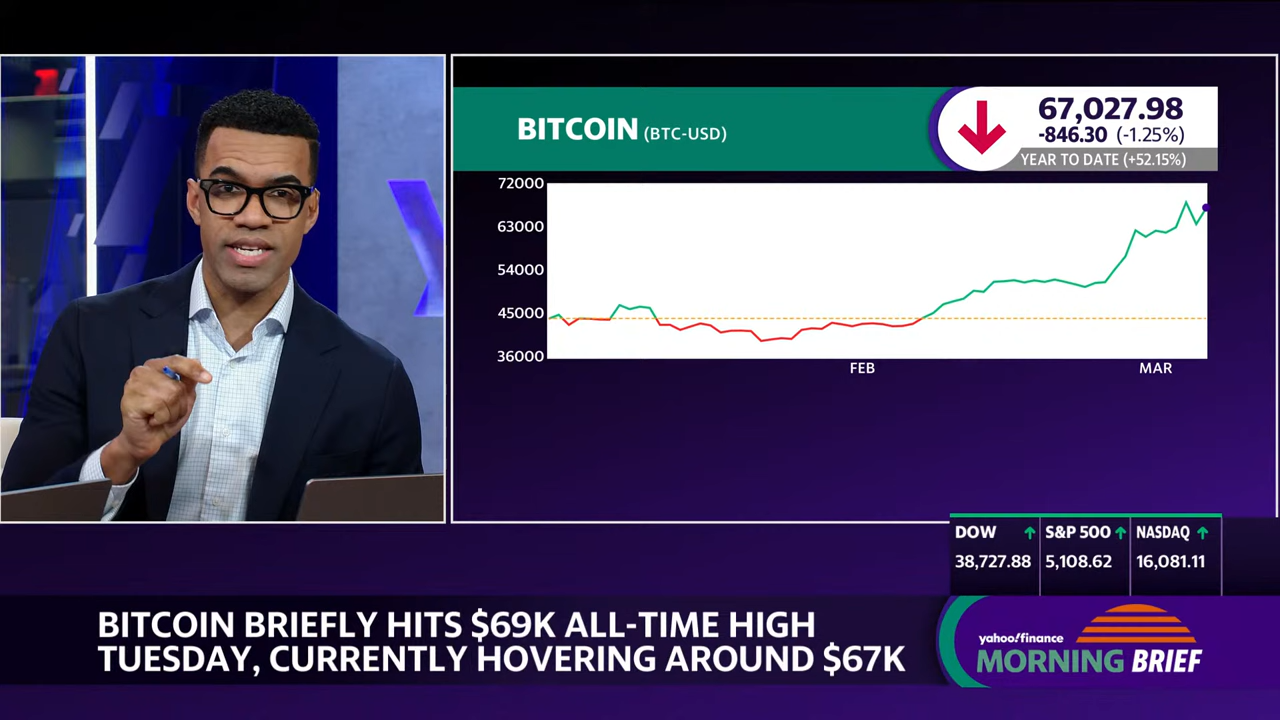 BITCOIN (BTC-USD)
67,027.98
-846.30 (-1.25%)
YEAR TO DATE (+52.15%)
72000
63000
54000
45000
36000
FEB
MAR
DOW
38,727.88
S&P 500
5,108.62
NASDAQ
16,081.11
BITCOIN BRIEFLY HITS $69K ALL-TIME HIGH
TUESDAY, CURRENTLY HOVERING AROUND $67K
yahoo!finance
MORNING BRIEF